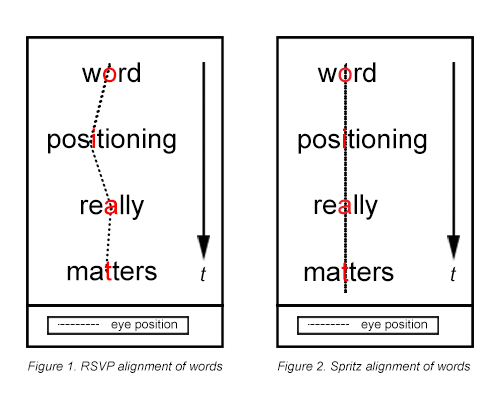 word
positioning
really
matters
t
eye position
Figure 1. RSVP alignment of words
word
positioning
really
matters
t
eye position
Figure 2. Spritz alignment of words